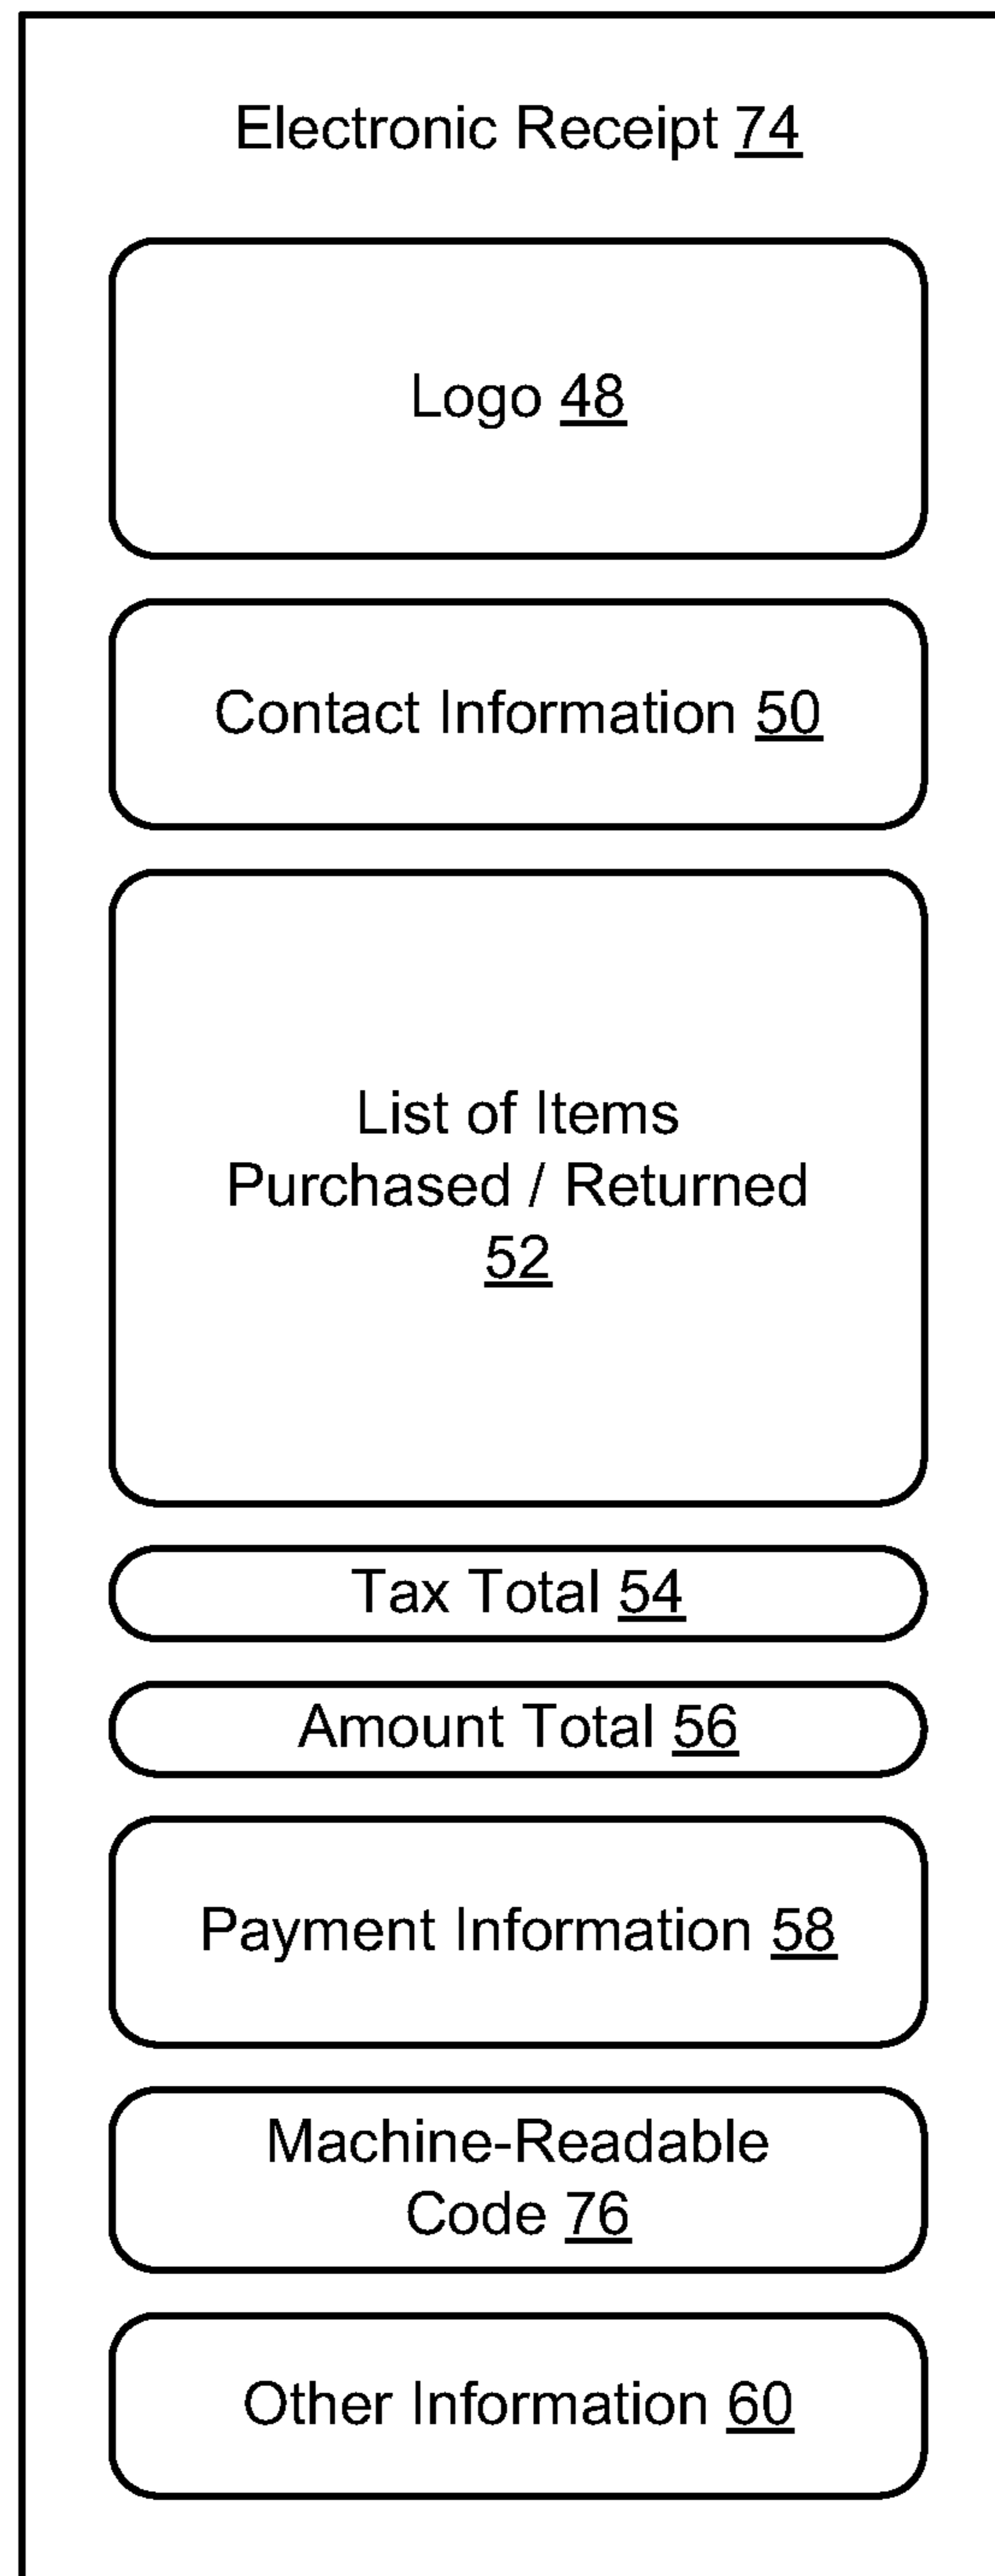 Electronic Receipt 74
Logo 48
Contact Information 50
List of Items
Purchased / Returned
52
Tax Total 54
Amount Total 56
Payment Information 58
Machine-Readable
Code 76
Other Information 60